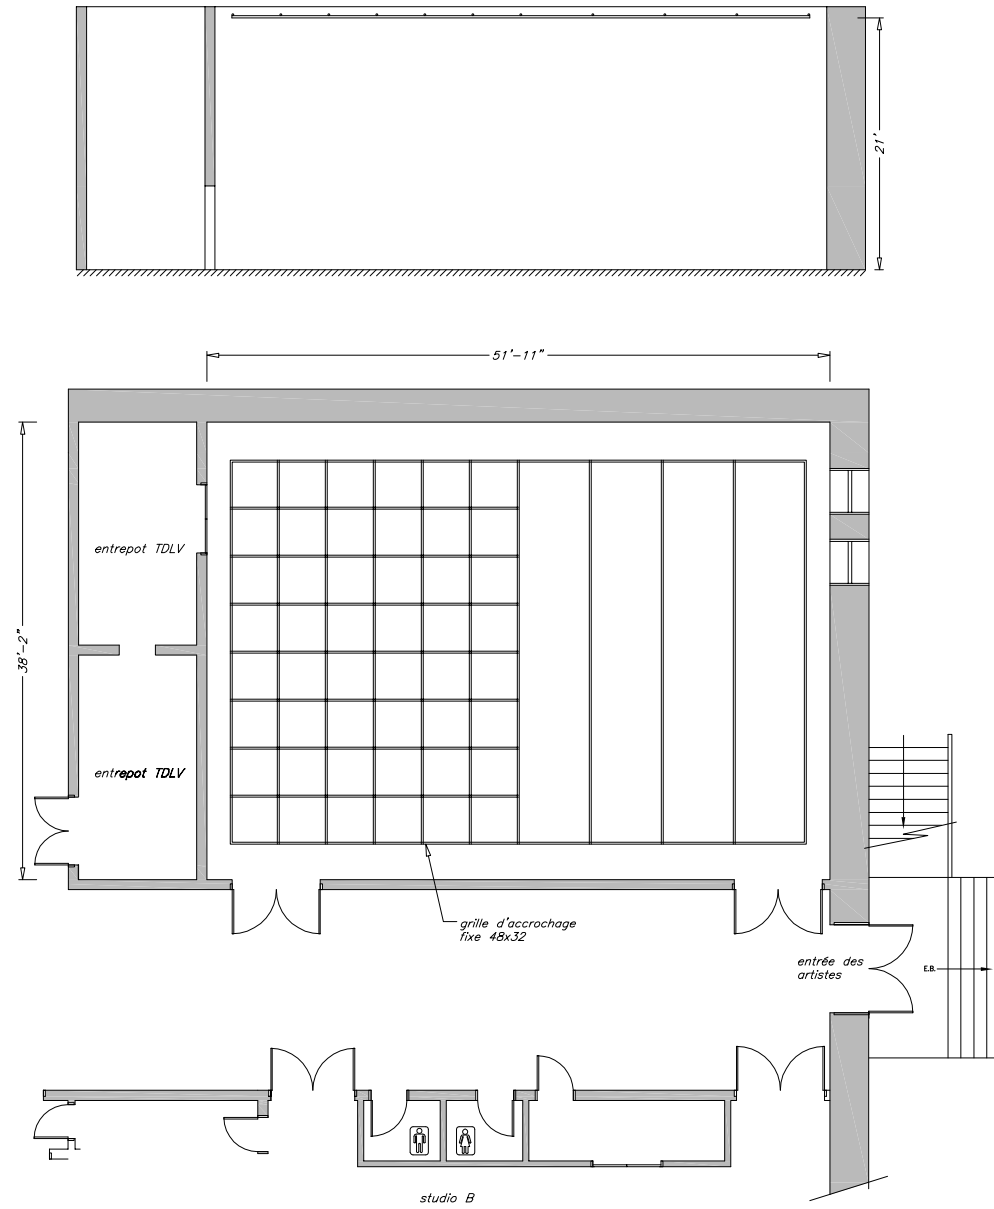 21'
51'-11"
38'-2"
entrepot TDLV
entrepot TDLV
grille d'accrochage
fixe 48x32
entrée des
artistes
E.B.
studio B